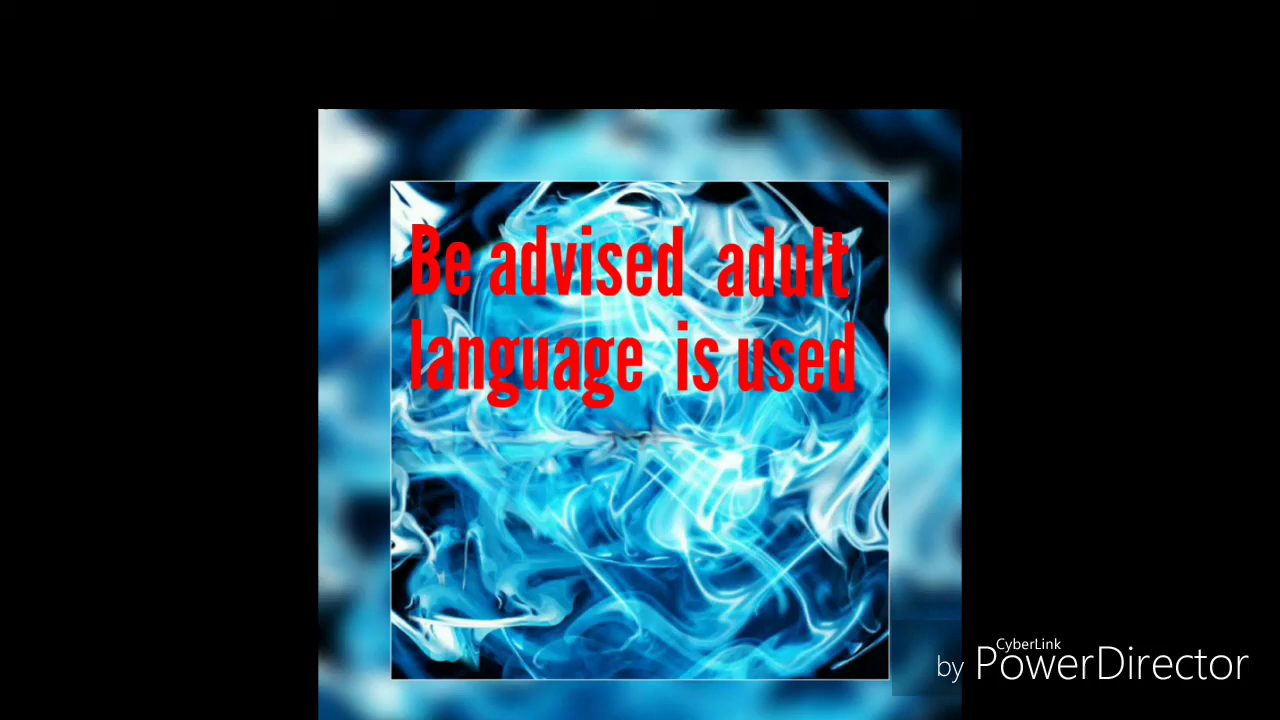 Be advised adult
language is used
CyberLink
by PowerDirector